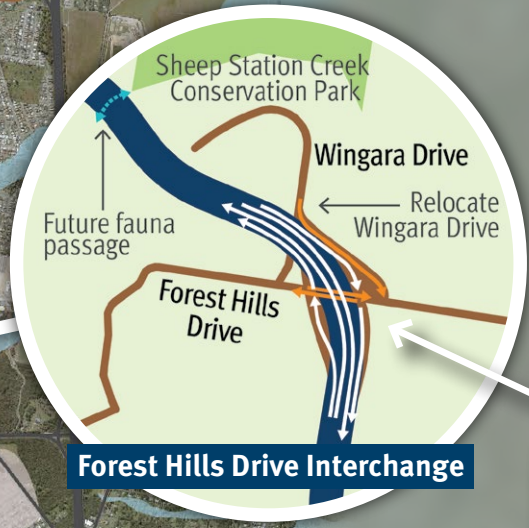 Sheep Station Creek
Conservation Park
Wingara Drive
Relocate
Wingara Drive
Future fauna
passage
Forest Hills
Drive
Forest Hills Drive Interchange